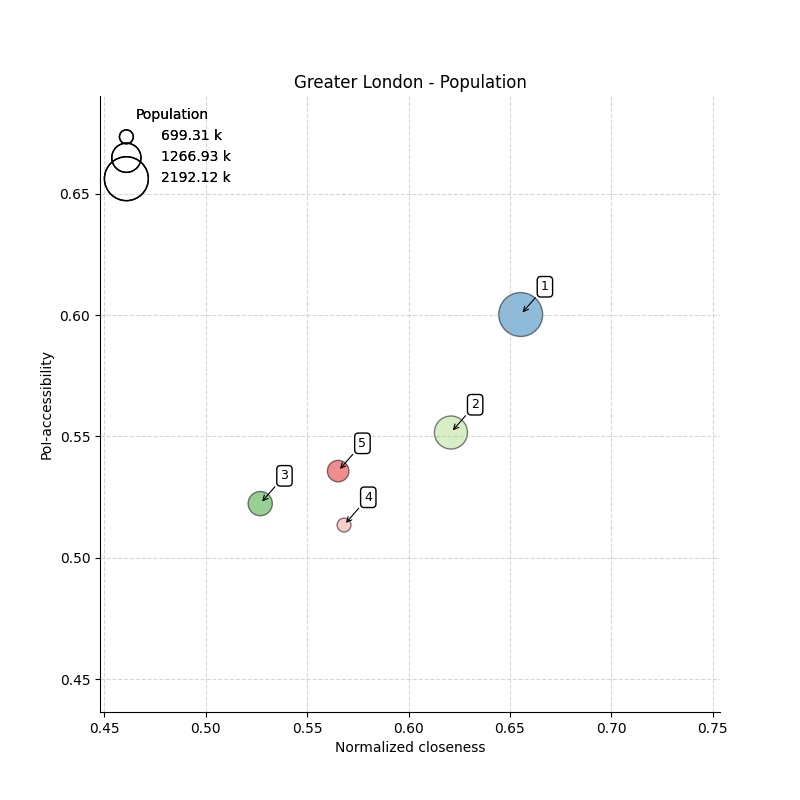 Greater London - Population
Population
699.31 k
1266.93 k
2192.12 k
0.65
0.60
0.55
0.50
0.45
Pol-accessibility
1
2
5
3
4
0.45 0.50 0.55 0.60 0.65 0.70 0.75
Normalized closeness